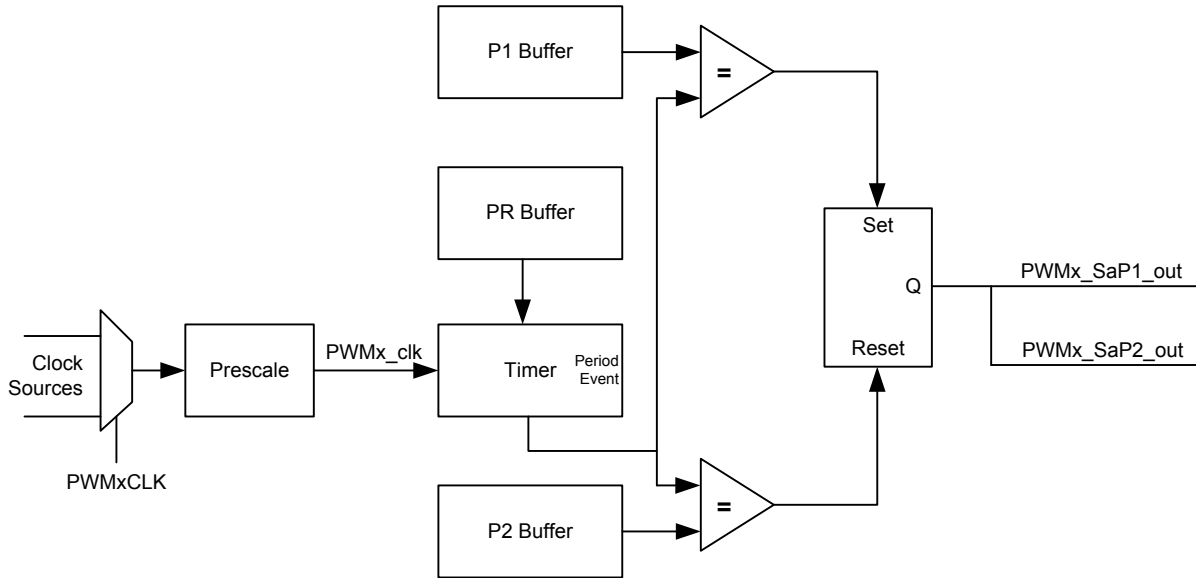 P1 Buffer
=
PR Buffer
Set
Q
Reset
PWMx_SaP1_out
PWMx_SaP2_out
Clock
Sources
Prescale
PWMx_clk
Timer
Period
Event
PWMxCLK
P2 Buffer
=